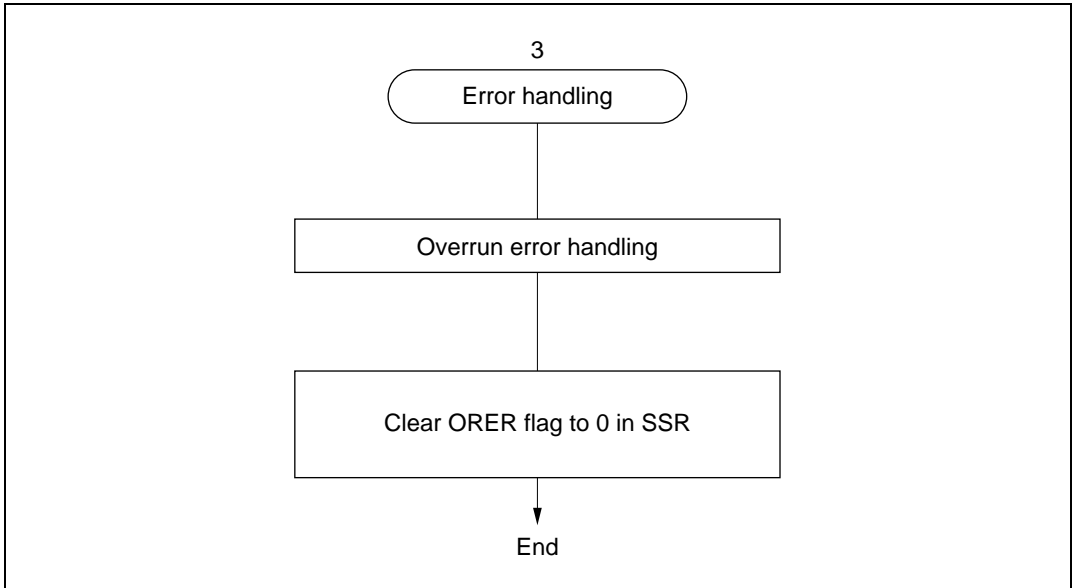 3
Error handling
Overrun error handling
Clear ORER flag to 0 in SSR
End